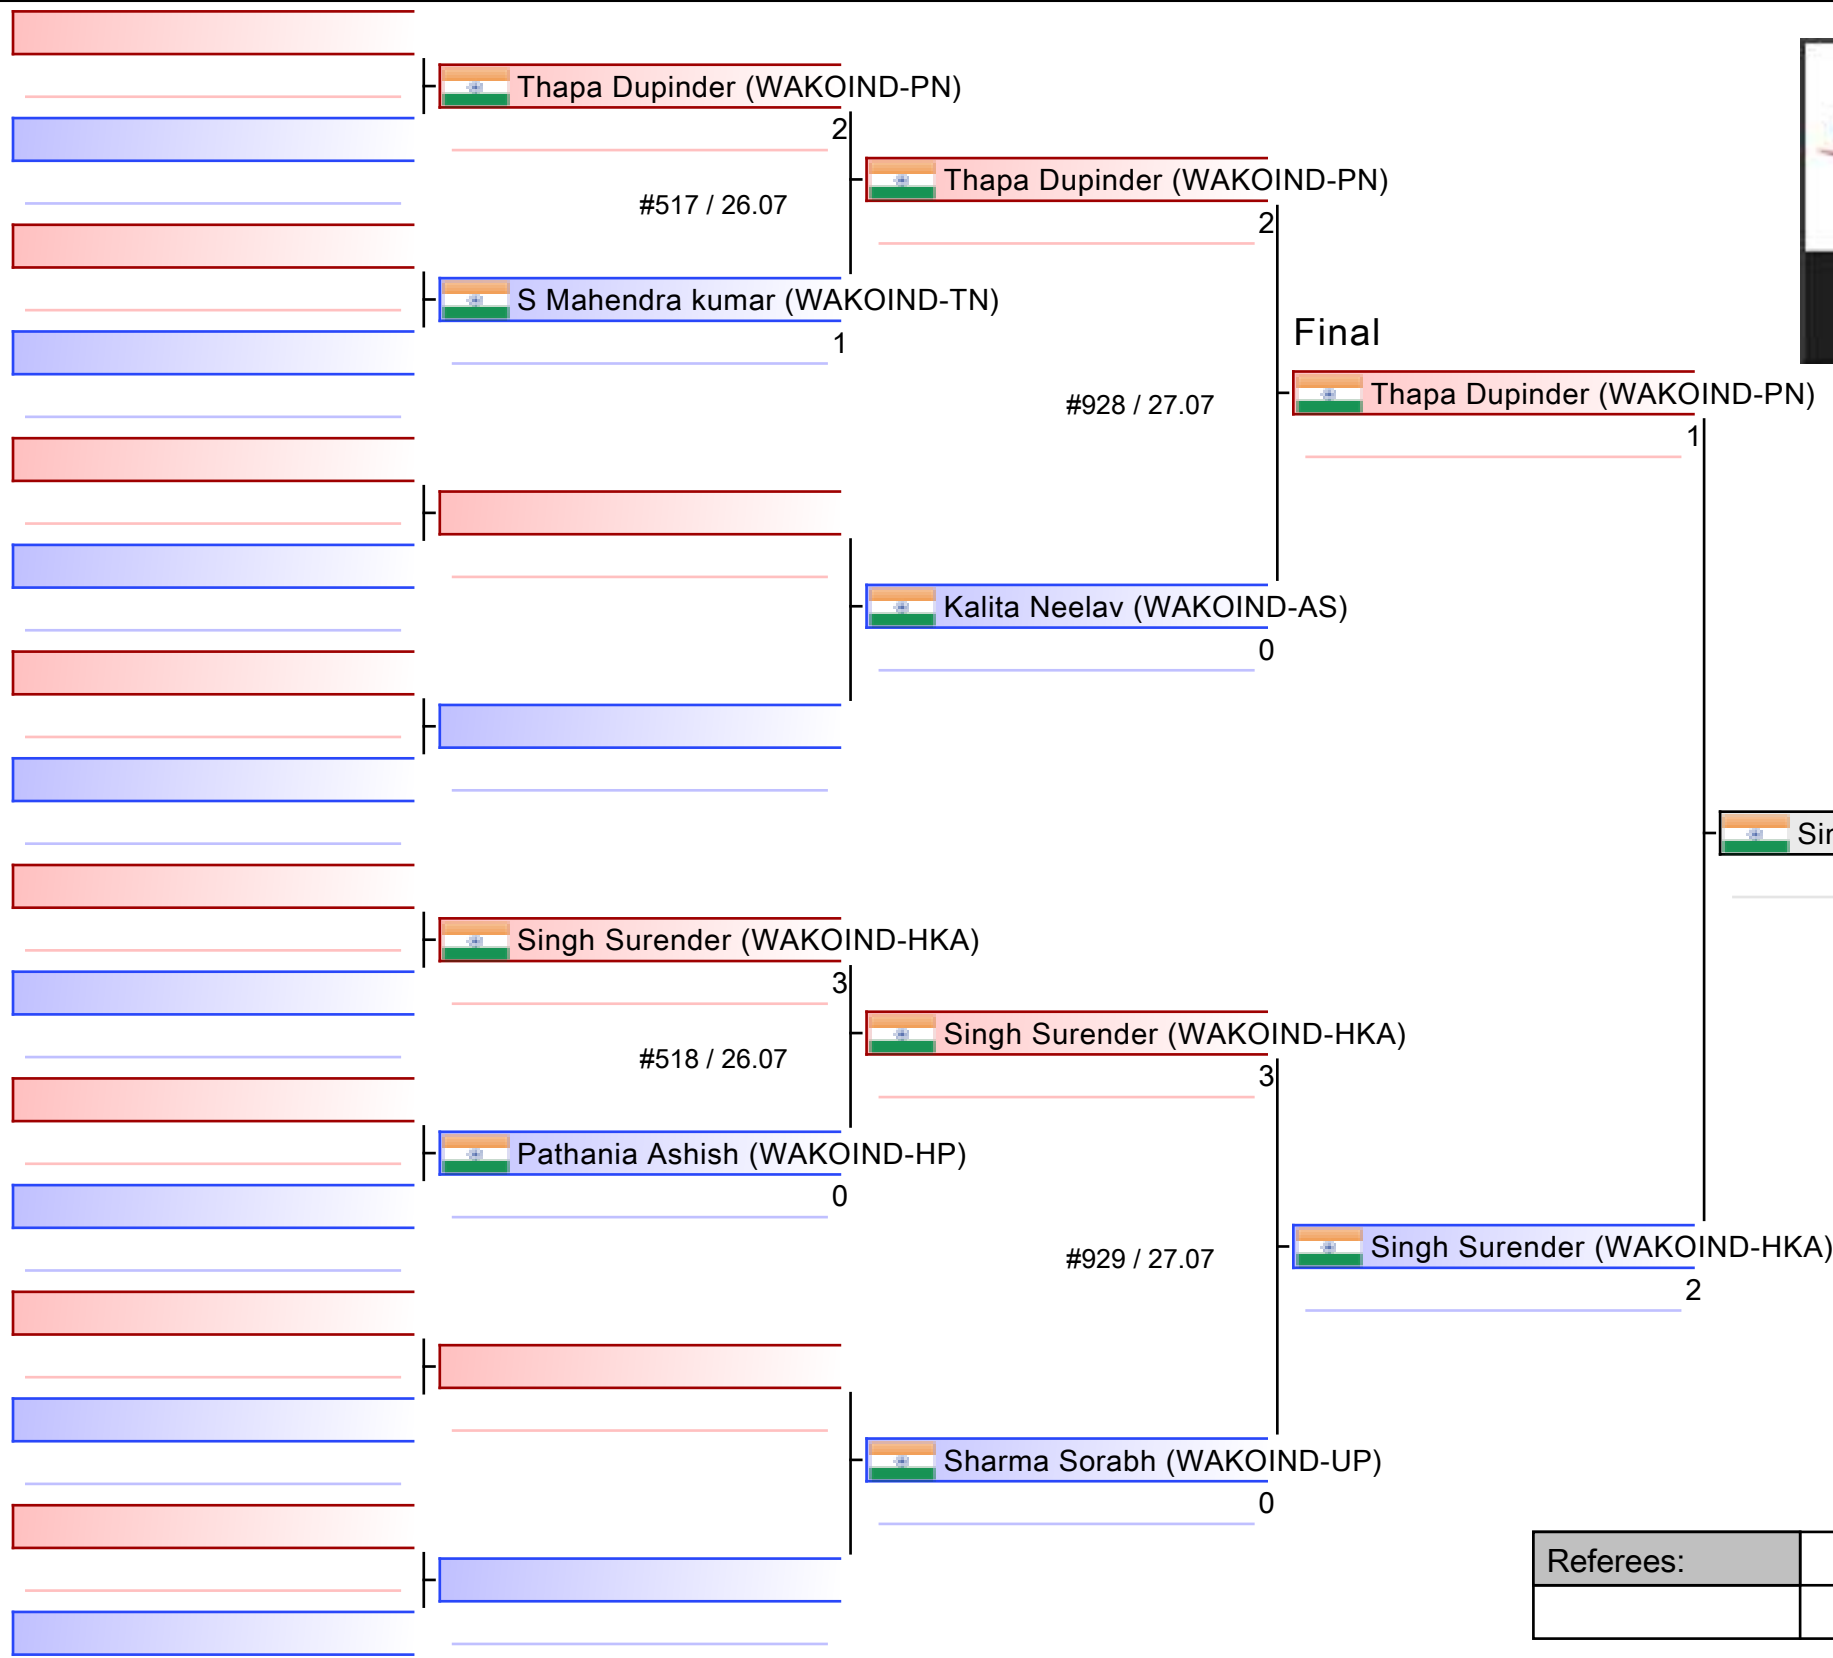 Thapa Dupinder (WAKOIND-PN)
2
#517 / 26.07
S Mahendra kumar (WAKOIND-TN)
1
Thapa Dupinder (WAKOIND-PN)
2
#928 / 27.07
Kalita Neelav (WAKOIND-AS)
0
Final
Thapa Dupinder (WAKOIND-PN)
1
Singh Surender (WAKOIND-HKA)
3
#518 / 26.07
Pathania Ashish (WAKOIND-HP)
0
Singh Surender (WAKOIND-HKA)
3
#929 / 27.07
Sharma Sorabh (WAKOIND-UP)
0
Singh Surender (WAKOIND-HKA)
2
Referees: